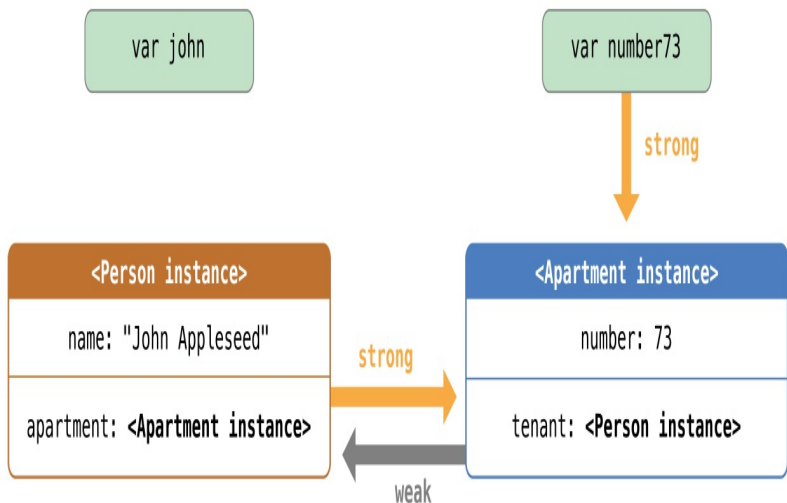 var john
var number73
strong
<Person instance>
name: "John Appleseed"
apartment: <Apartment instance>
strong
weak
<Apartment instance>
number: 73
tenant: <Person instance>